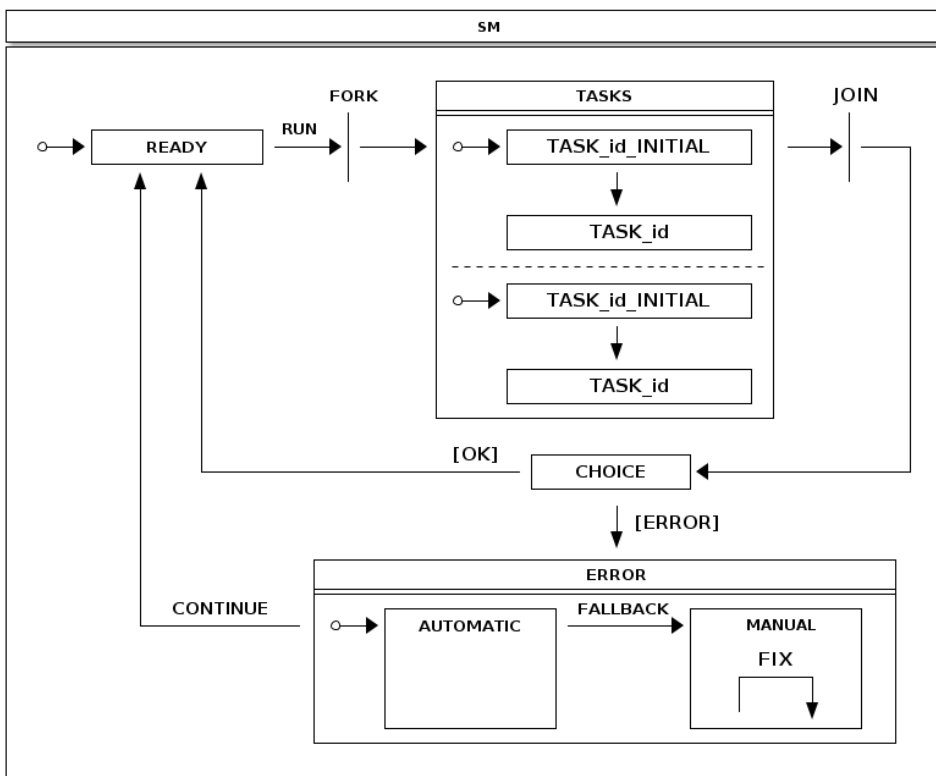 SM
FORK
TASKS
JOIN
RUN
READY
TASK_id_INITIAL
TASK_id
TASK_id_INITIAL
TASK_id
[OK]
CHOICE
[ERROR]
ERROR
CONTINUE
AUTOMATIC
FALLBACK
MANUAL
FIX